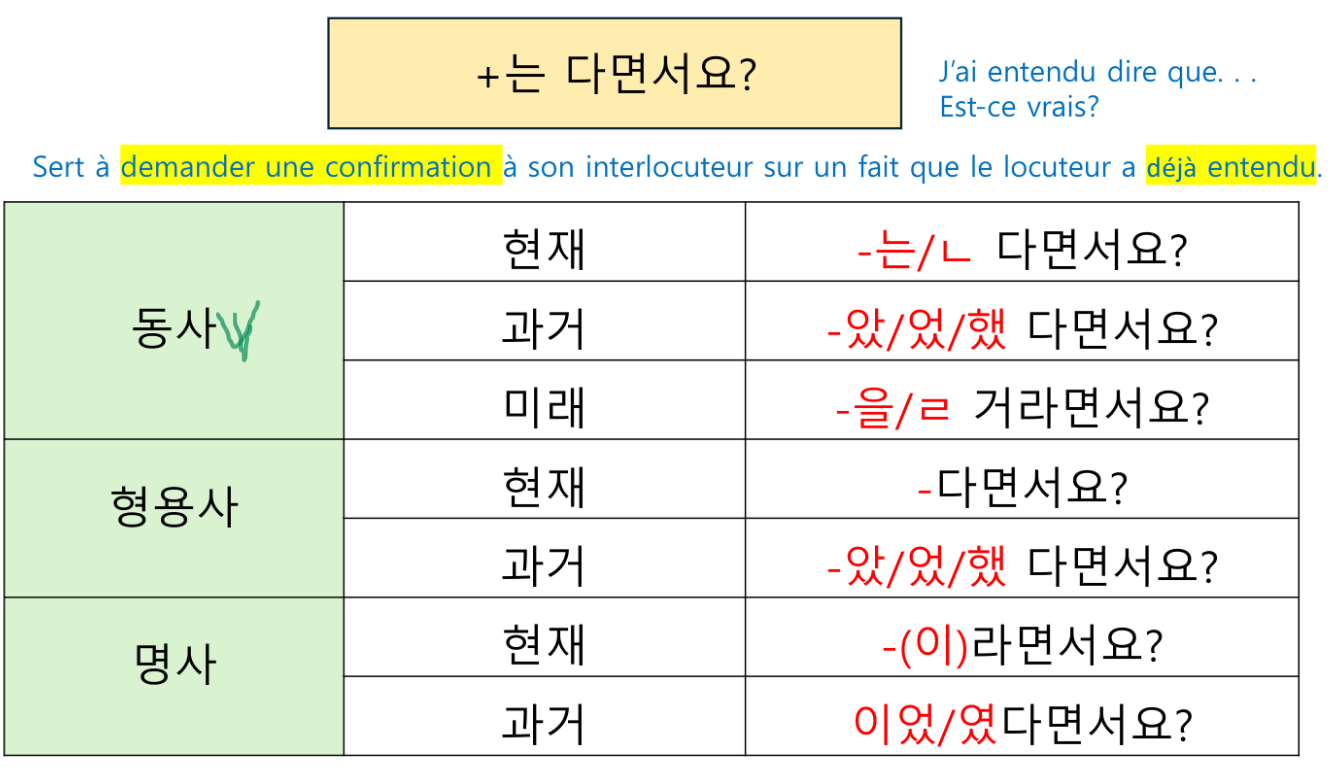 +는 다면서요?
J'ai entendu dire que. . .
Est-ce vrais?
Sert à demander une confirmation à son interlocuteur sur un fait que le locuteur a déjà entendu.
동사
현재
-는/ㄴ 다면서요?
과거
-았/었/했 다면서요?
미래
-을/ㄹ 거라면서요?
형용사
현재
-다면서요?
과거
-았/었/했 다면서요?
명사
현재
-(이)라면서요?
과거
이었/였다면서요?